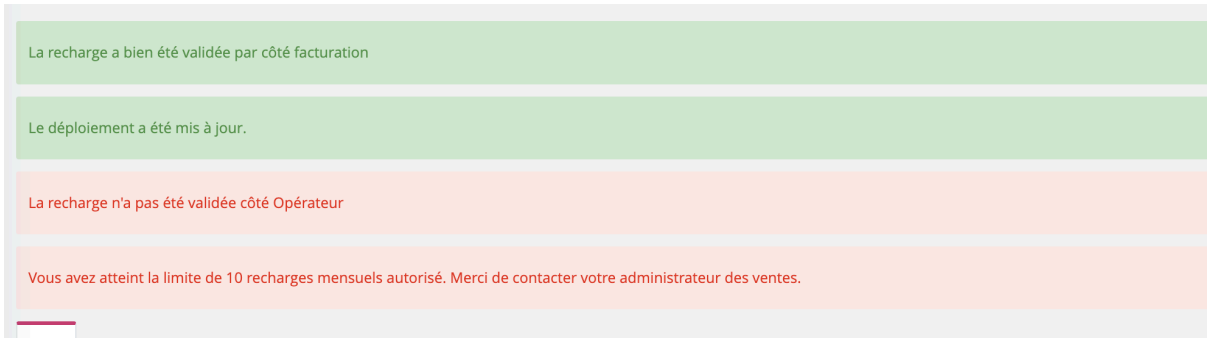 La recharge a bien été validée par côté facturation
Le déploiement a été mis à jour.
La recharge n'a pas été validée côté Opérateur
Vous avez atteint la limite de 10 recharges mensuels autorisé. Merci de contacter votre administrateur des ventes.